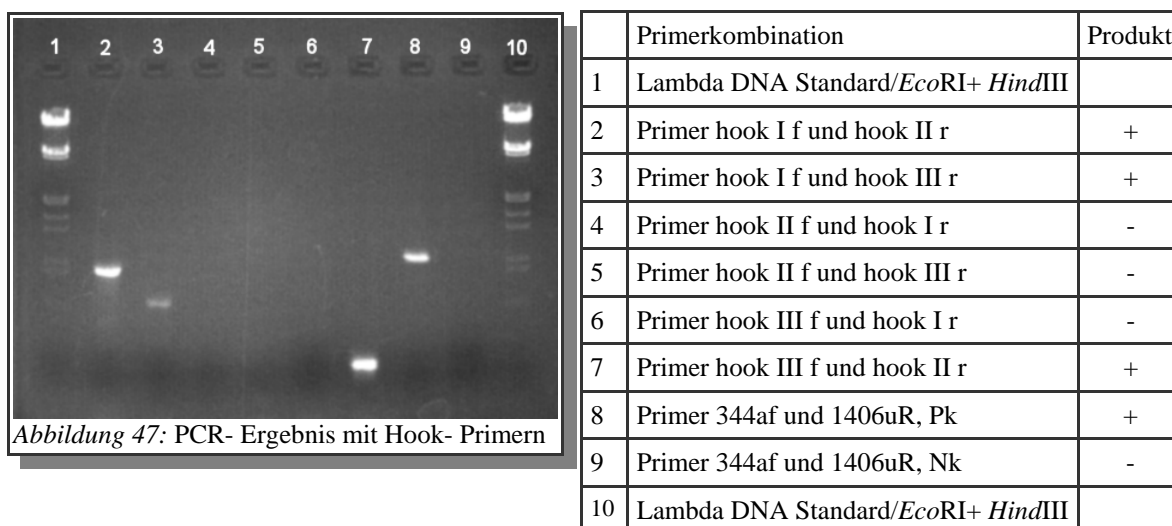 1 2 3 4 5 6 7 8 9 10
Abbildung 47: PCR- Ergebnis mit Hook- Primern
Primerkombination Produkt
1 Lambda DNA Standard/EcoRI+ HindIII
2 Primer hook I f und hook II r +
3 Primer hook I f und hook III r +
4 Primer hook II f und hook I r -
5 Primer hook II f und hook III r -
6 Primer hook III f und hook I r -
7 Primer hook III f und hook II r +
8 Primer 344af und 1406uR, Pk +
9 Primer 344af und 1406uR, Nk -
10 Lambda DNA Standard/EcoRI+ HindIII